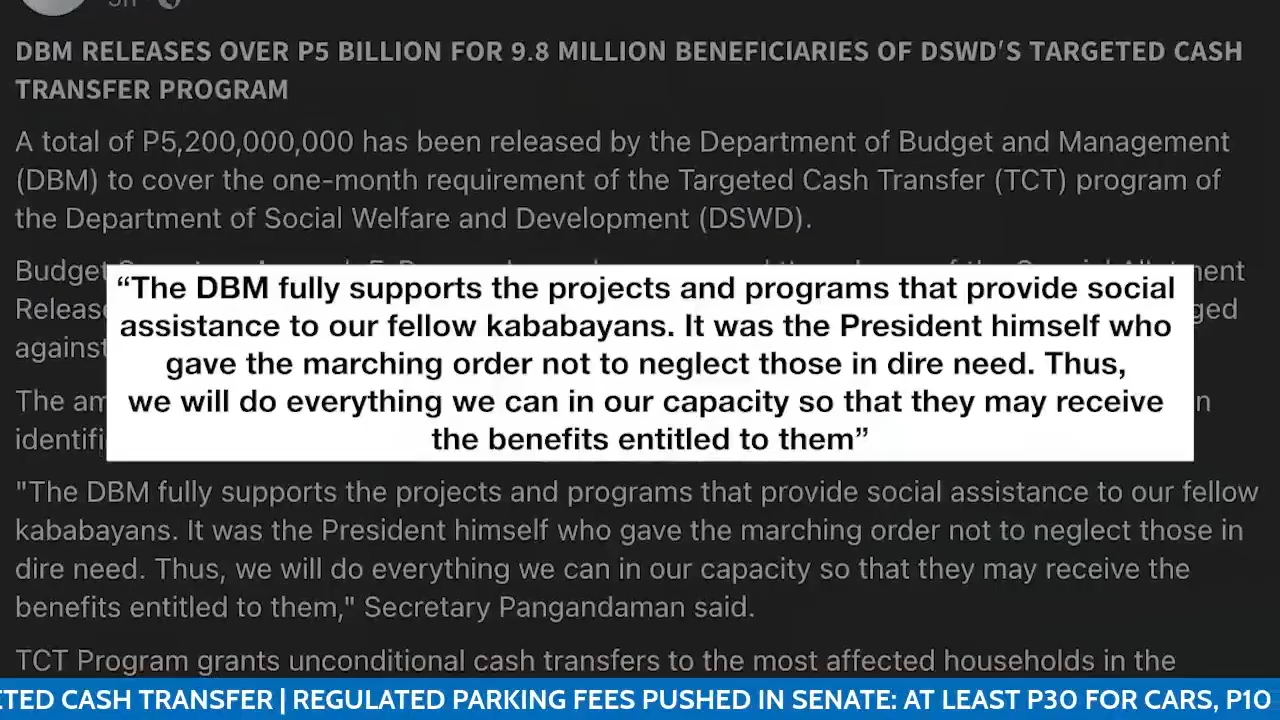 DBM RELEASES OVER P5 BILLION FOR 9.8 MILLION BENEFICIARIES OF DSWD'S TARGETED CASH
TRANSFER PROGRAM
A total of P5,200,000,000 has been released by the Department of Budget and Management
(DBM) to cover the one-month requirement of the Targeted Cash Transfer (TCT) program of
the Department of Social Welfare and Development (DSWD).
Budget
against
The
“The DBM fully supports the projects and programs that provide social
assistance to our fellow kababayans. It was the President himself who
gave the marching order not to neglect those in dire need. Thus,
we will do everything we can in our capacity so that they may receive
the benefits entitled to them”
"The DBM fully supports the projects and programs that provide social assistance to our fellow
kababayans. It was the President himself who gave the marching order not to neglect those in
dire need. Thus, we will do everything we can in our capacity so that they may receive the
benefits entitled to them," Secretary Pangandaman said.
TCT Program grants unconditional cash transfers to the most affected households in the
TED CASH TRANSFER | REGULATED PARKING FEES PUSHED IN SENATE: AT LEAST P30 FOR CARS, P10